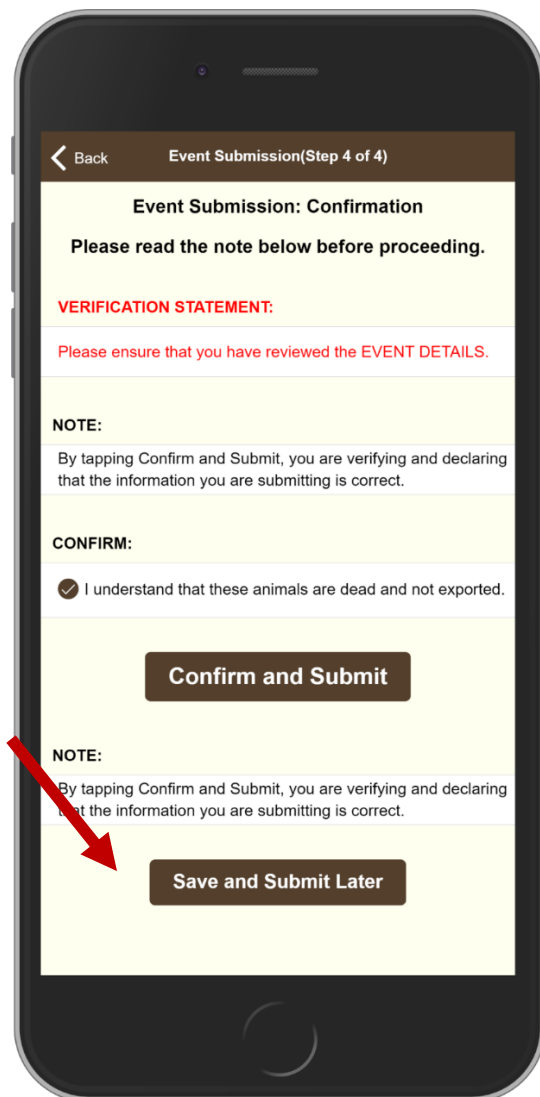 Back
Event Submission(Step 4 of 4)
Event Submission: Confirmation
Please read the note below before proceeding.
VERIFICATION STATEMENT:
Please ensure that you have reviewed the EVENT DETAILS.
NOTE:
By tapping Confirm and Submit, you are verifying and declaring
that the information you are submitting is correct.
CONFIRM:
I understand that these animals are dead and not exported.
Confirm and Submit
NOTE:
By tapping Confirm and Submit, you are verifying and declaring
that the information you are submitting is correct.
Save and Submit Later